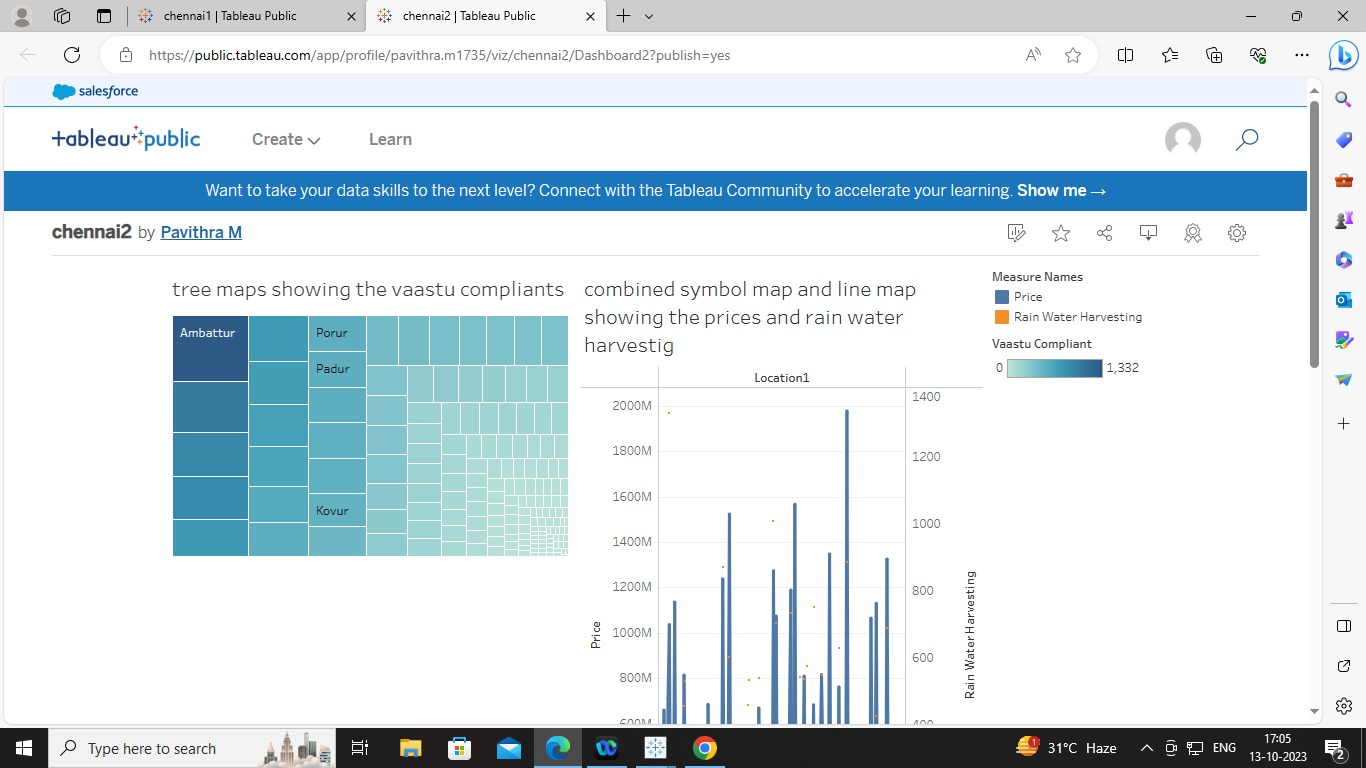 chennai1 | Tableau Public
chennai2 | Tableau Public
https://public.tableau.com/app/profile/pavithra.m1735/viz/chennai2/Dashboard2?publish=yes
salesforce
+ableau+public
Create
Learn
Want to take your data skills to the next level? Connect with the Tableau Community to accelerate your learning. Show me →
chennai2 by Pavithra M
tree maps showing the vaastu compliants
Ambattur
Porur
Padur
Kovur
combined symbol map and line map
showing the prices and rain water
harvestig
Location1
2000M
1800M
1600M
1400M
1200M
1000M
800M
600M
Price
1400
1200
1000
800
600
400
Rain Water Harvesting
Measure Names
Price
Rain Water Harvesting
Vaastu Compliant
0
1,332
Type here to search
1
31°C Haze
ENG
17:05
13-10-2023
2